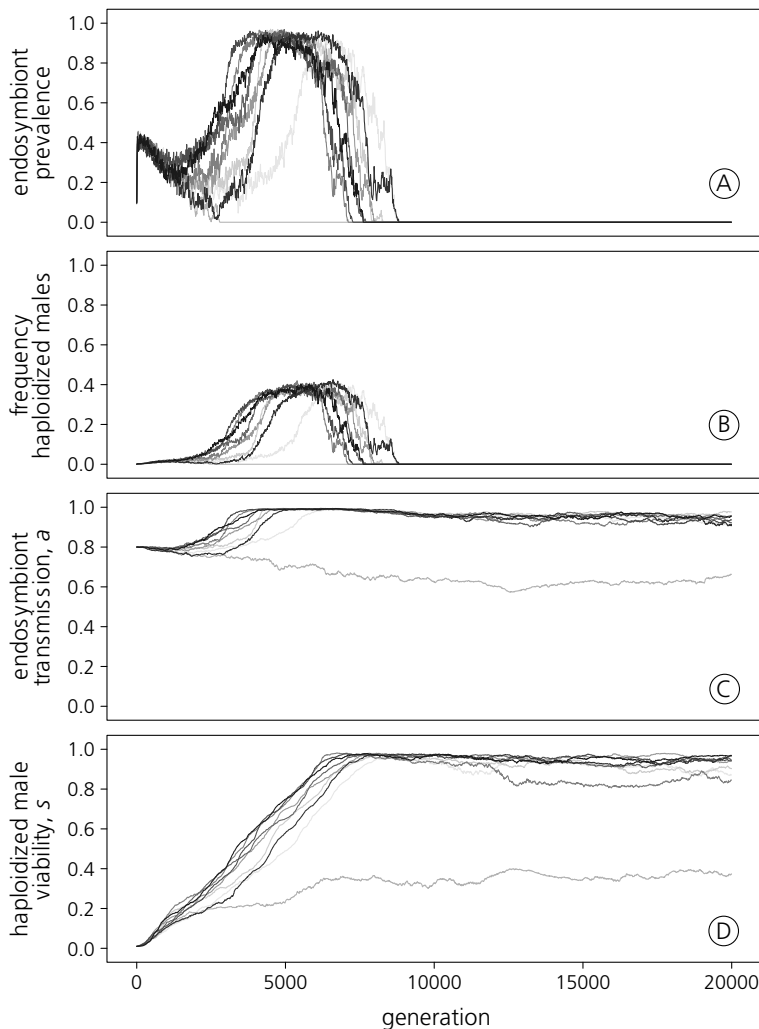 endosymbiont
prevalence
1.0
0.8
0.6
0.4
0.2
0.0
A
frequency
haploidized males
1.0
0.8
0.6
0.4
0.2
0.0
B
endosymbiont
transmission, a
1.0
0.8
0.6
0.4
0.2
0.0
C
haploidized male
viability, s
1.0
0.8
0.6
0.4
0.2
0.0
D
0 5000 10000 15000 20000
generation